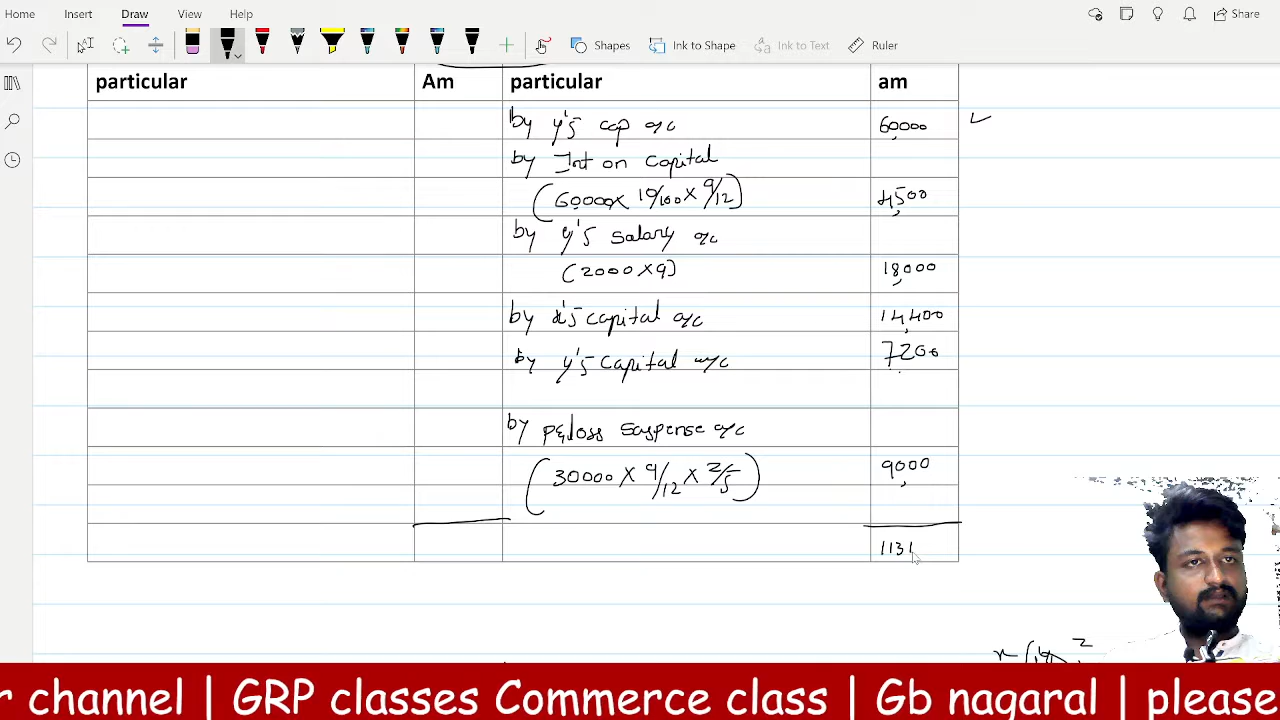 Home Insert Draw View Help Share
Shapes Ink to Shape Ink to Text Ruler
particular Am particular am
by y's cap a/c 60000
by Int on capital
(60000 x 10/100 x 9/12) 4500
by y's salary a/c
(2000 x 9) 18000
by x's capital a/c 14,400
by y's capital a/c 7200
by P&loss saspense a/c
(30000 x 9/12 x 2/5) 9000
1131
r channel | GRP classes Commerce class | Gb nagaral | please